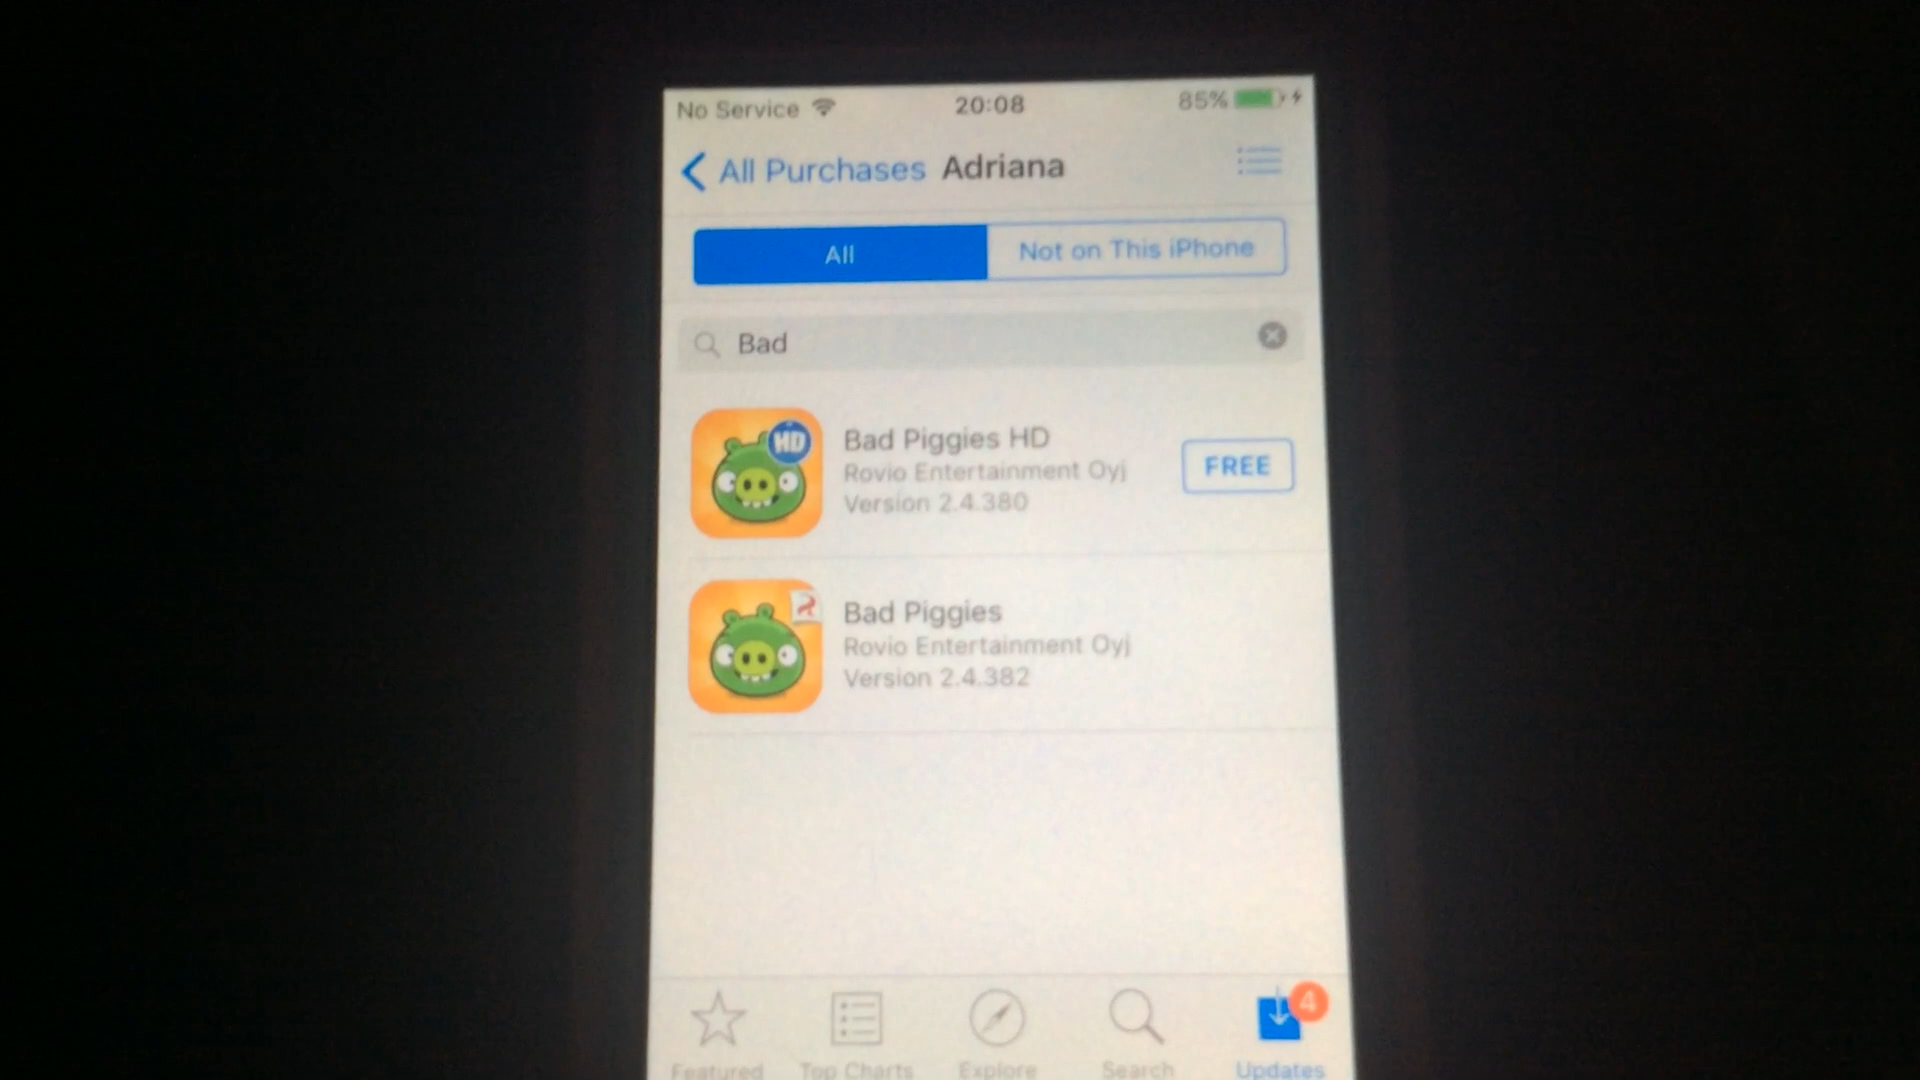 No Service 20:08 85%
All Purchases Adriana
All Not on This iPhone
Bad
HD
Bad Piggies HD
Rovio Entertainment Oyj
Version 2.4.380
FREE
Bad Piggies
Rovio Entertainment Oyj
Version 2.4.382
4
Featured Top Charts Explore Search Updates